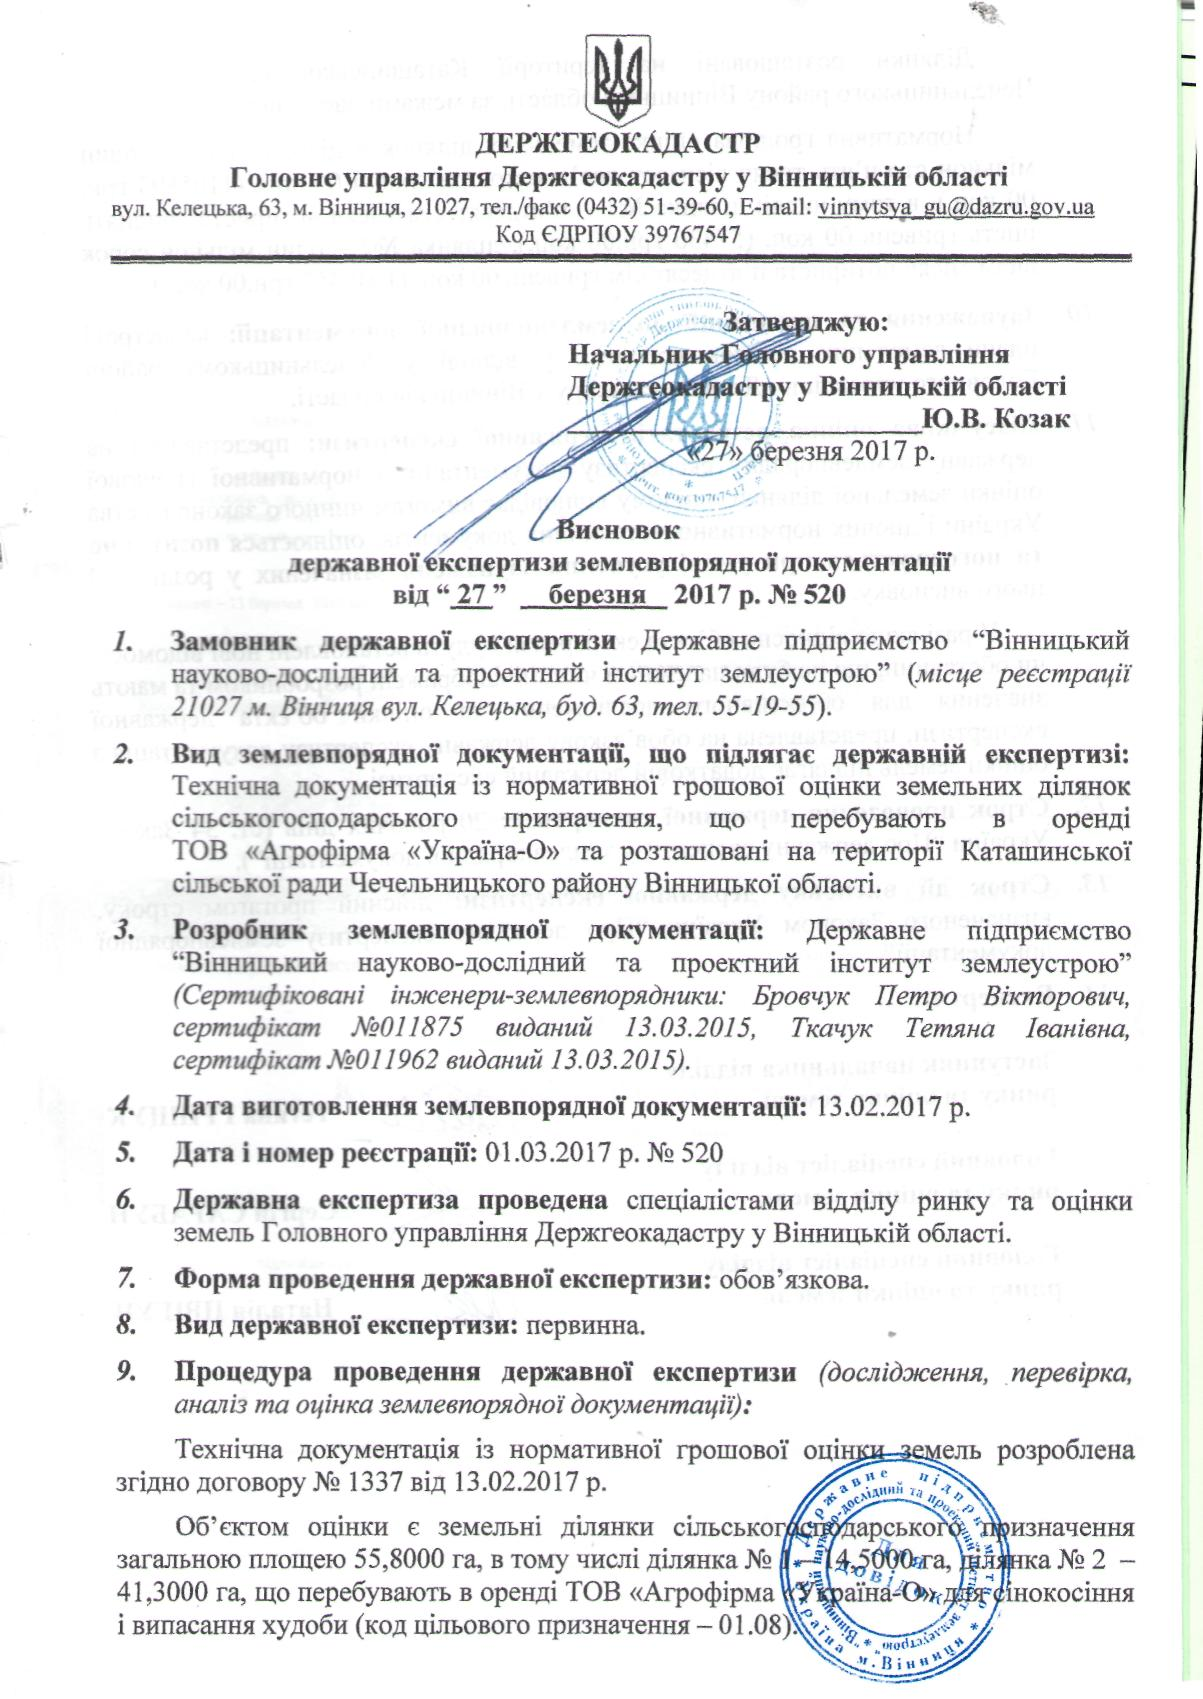 ДЕРЖГЕОКАДАСТР
Головне управління Держгеокадастру у Вінницькій області
вул. Келецька, 63, м. Вінниця, 21027, тел./факс (0432) 51-39-60, E-mail: vinnytsya_gu@dazru.gov.ua
Код ЄДРПОУ 39767547
Затверджую:
Начальник Головного управління
Держгеокадастру у Вінницькій області
Ю.В. Козак
«27» березня 2017 р.
Висновок
державної експертизи землевпорядної документації
від “ 27 ” березня 2017 р. № 520
1. Замовник державної експертизи Державне підприємство “Вінницький
науково-дослідний та проектний інститут землеустрою” (місце реєстрації
21027 м. Вінниця вул. Келецька, буд. 63, тел. 55-19-55).
2. Вид землевпорядної документації, що підлягає державній експертизі:
Технічна документація із нормативної грошової оцінки земельних ділянок
сільськогосподарського призначення, що перебувають в оренді
ТОВ «Агрофірма «Україна-О» та розташовані на території Каташинської
сільської ради Чечельницького району Вінницької області.
3. Розробник землевпорядної документації: Державне підприємство
“Вінницький науково-дослідний та проектний інститут землеустрою”
(Сертифіковані інженери-землевпорядники: Бровчук Петро Вікторович,
сертифікат №011875 виданий 13.03.2015, Ткачук Тетяна Іванівна,
сертифікат №011962 виданий 13.03.2015).
4. Дата виготовлення землевпорядної документації: 13.02.2017 р.
5. Дата і номер реєстрації: 01.03.2017 р. № 520
6. Державна експертиза проведена спеціалістами відділу ринку та оцінки
земель Головного управління Держгеокадастру у Вінницькій області.
7. Форма проведення державної експертизи: обов’язкова.
8. Вид державної експертизи: первинна.
9. Процедура проведення державної експертизи (дослідження, перевірка,
аналіз та оцінка землевпорядної документації):
Технічна документація із нормативної грошової оцінки земель розроблена
згідно договору № 1337 від 13.02.2017 р.
Об’єктом оцінки є земельні ділянки сільськогосподарського призначення
загальною площею 55,8000 га, в тому числі ділянка № 1 – 14,5000 га, ділянка № 2 –
41,3000 га, що перебувають в оренді ТОВ «Агрофірма «Україна-О» для сінокосіння
і випасання худоби (код цільового призначення – 01.08).
Для
довідок
* Державне підприємство * Україна м.Вінниця
"Вінницький науково-дослідний та проектний інститут землеустрою" *